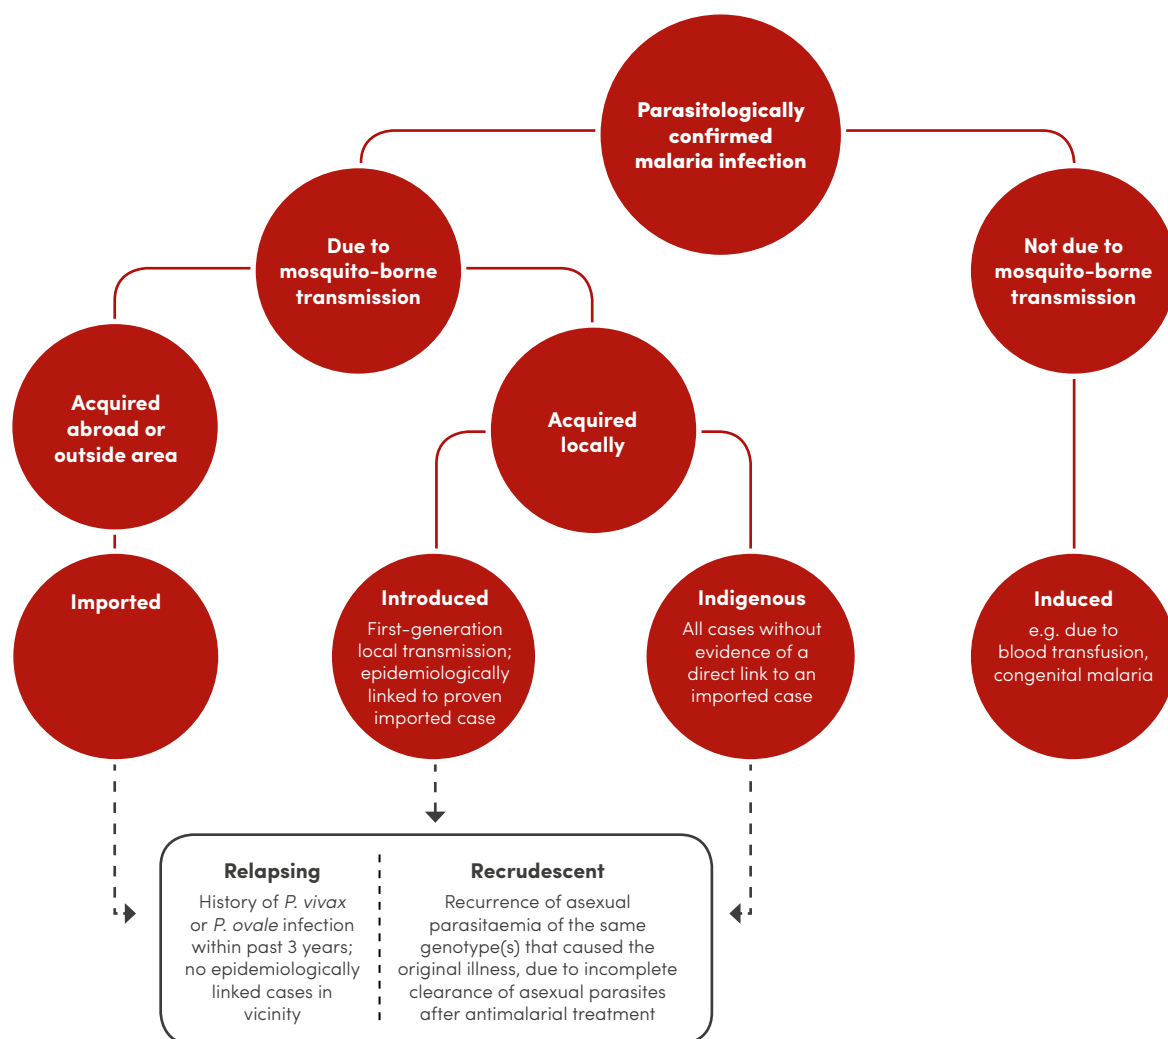 Parasitologically
confirmed
malaria infection
Due to
mosquito-borne
transmission
Not due to
mosquito-borne
transmission
Acquired
abroad or
outside area
Acquired
locally
Imported
Introduced
First-generation
local transmission;
epidemiologically
linked to proven
imported case
Indigenous
All cases without
evidence of a
direct link to an
imported case
Induced
e.g. due to
blood transfusion,
congenital malaria
Relapsing
History of P. vivax
or P. ovale infection
within past 3 years;
no epidemiologically
linked cases in
vicinity
Recrudescent
Recurrence of asexual
parasitaemia of the same
genotype(s) that caused the
original illness, due to incomplete
clearance of asexual parasites
after antimalarial treatment